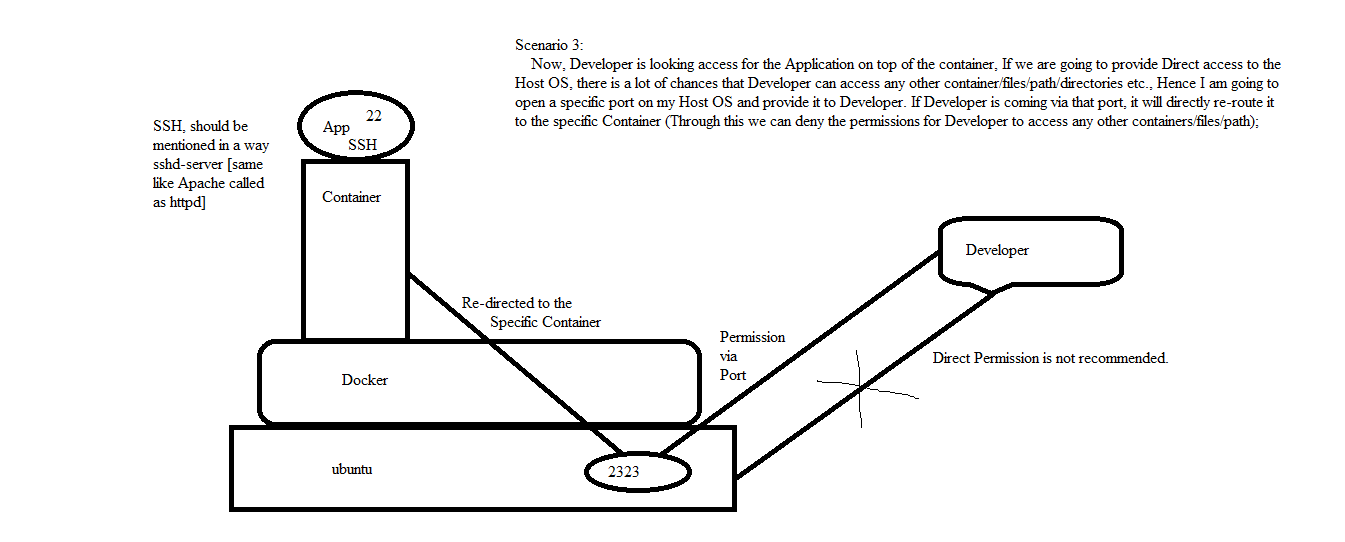 Scenario 3:
Now, Developer is looking access for the Application on top of the container, If we are going to provide Direct access to the
Host OS, there is a lot of chances that Developer can access any other container/files/path/directories etc., Hence I am going to
open a specific port on my Host OS and provide it to Developer. If Developer is coming via that port, it will directly re-route it
to the specific Container (Through this we can deny the permissions for Developer to access any other containers/files/path);
SSH, should be
mentioned in a way
sshd-server [same
like Apache called
as httpd]
22
App
SSH
Container
Developer
Re-directed to the
Specific Container
Permission
via
Port
Direct Permission is not recommended.
Docker
ubuntu
2323